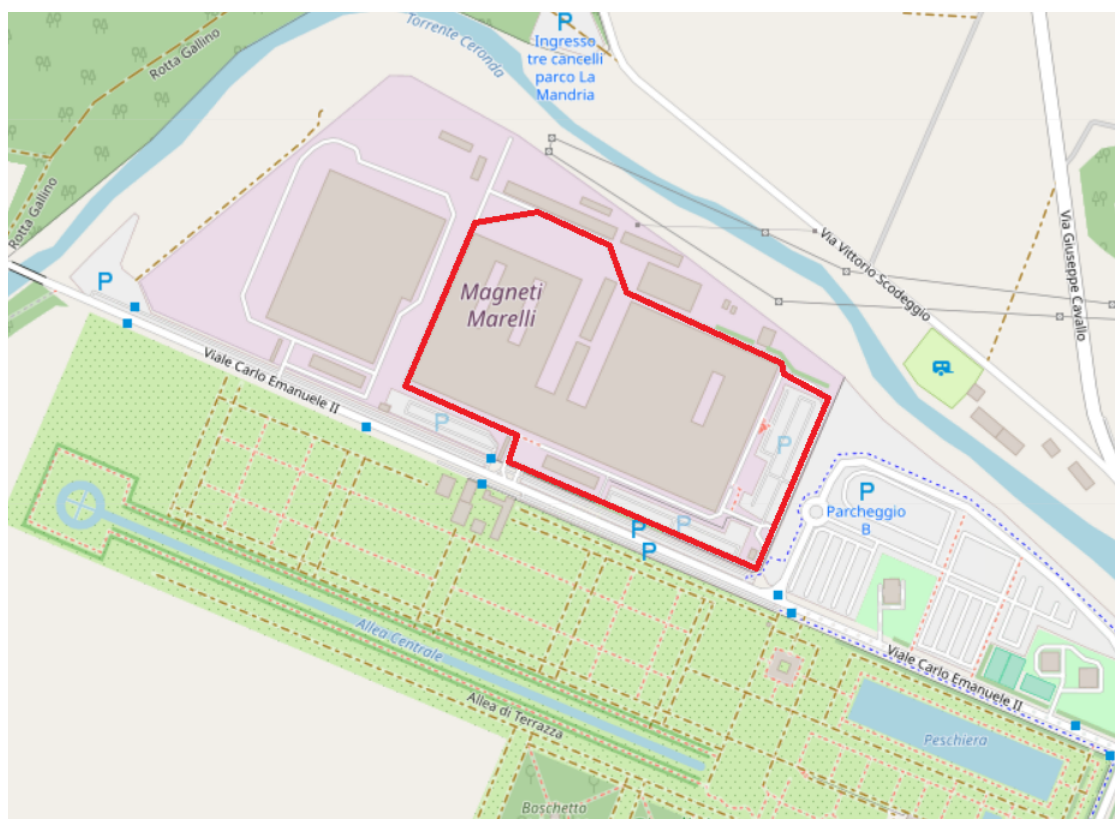 Torrente Ceronda
P
Ingresso
tre cancelli
parco La
Mandria
Rotta Gallino
Rotta Gallino
P
Via Vittorio Scodeggio
Via Giuseppe Cavallo
Magneti
Marelli
Viale Carlo Emanuele II
P
P
P
Parcheggio
B
P
P
P
Allea Centrale
Allea di Terrazza
Viale Carlo Emanuele II
Peschiera
Boschetto